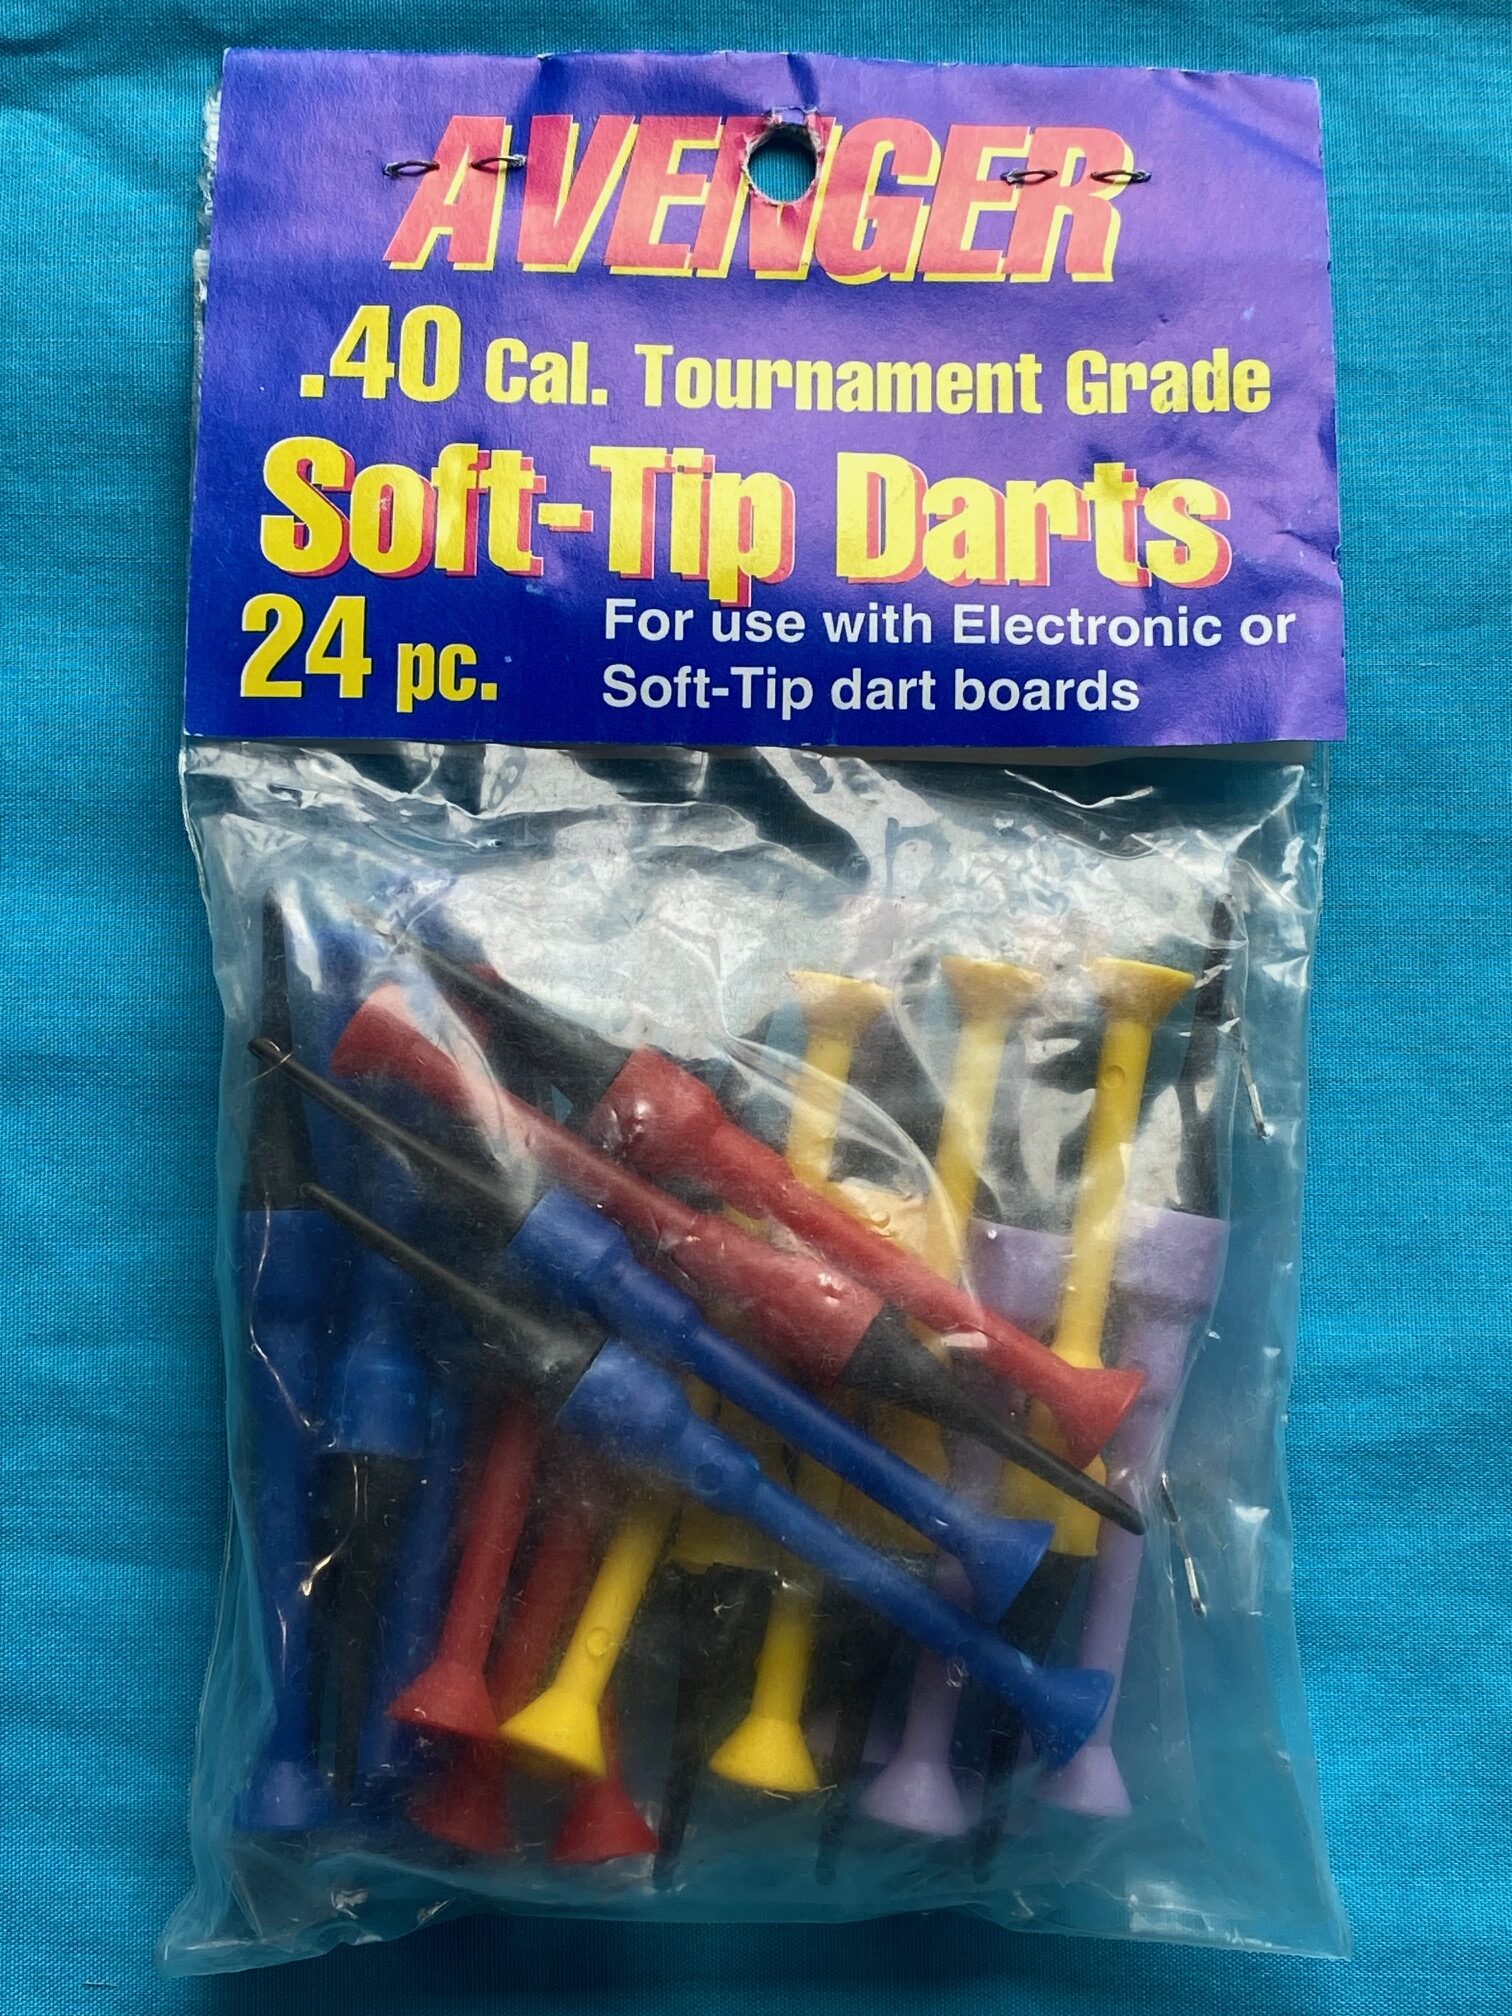 AVENGER
.40 Cal. Tournament Grade
Soft-Tip Darts
24 pc.
For use with Electronic or
Soft-Tip dart boards